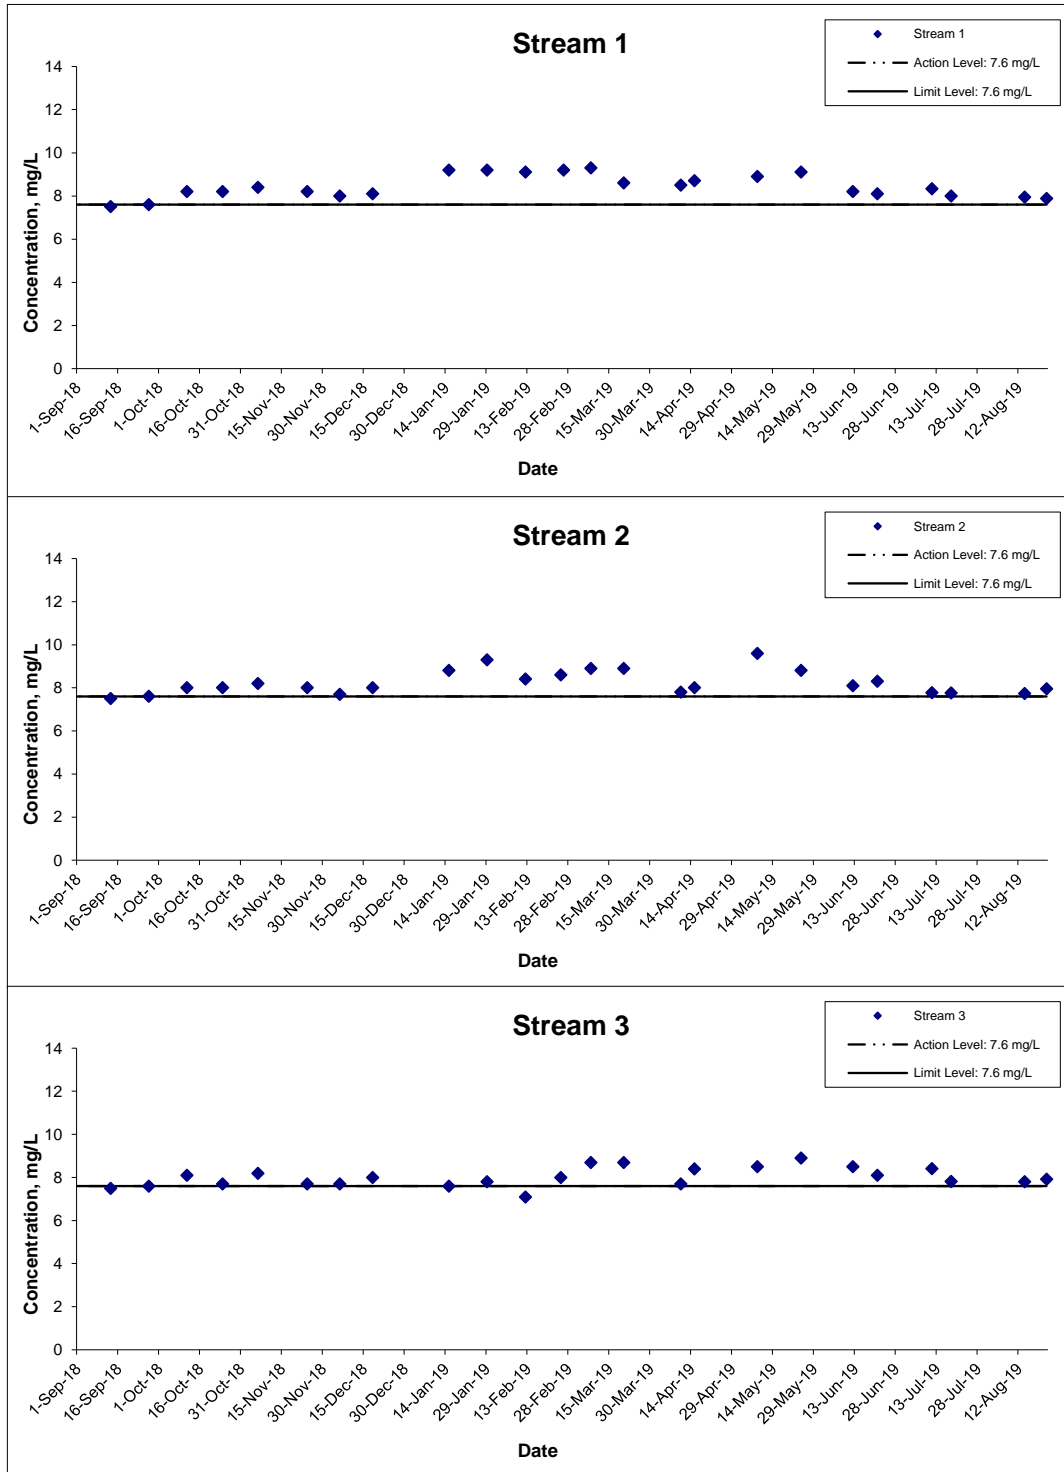 Stream 1
Stream 1
Action Level: 7.6 mg/L
Limit Level: 7.6 mg/L
Concentration, mg/L
14
12
10
8
6
4
2
0
1-Sep-18
16-Sep-18
1-Oct-18
16-Oct-18
31-Oct-18
15-Nov-18
30-Nov-18
15-Dec-18
30-Dec-18
14-Jan-19
29-Jan-19
13-Feb-19
28-Feb-19
15-Mar-19
30-Mar-19
14-Apr-19
29-Apr-19
14-May-19
29-May-19
13-Jun-19
28-Jun-19
13-Jul-19
28-Jul-19
12-Aug-19
Date
Stream 2
Stream 2
Action Level: 7.6 mg/L
Limit Level: 7.6 mg/L
Concentration, mg/L
14
12
10
8
6
4
2
0
1-Sep-18
16-Sep-18
1-Oct-18
16-Oct-18
31-Oct-18
15-Nov-18
30-Nov-18
15-Dec-18
30-Dec-18
14-Jan-19
29-Jan-19
13-Feb-19
28-Feb-19
15-Mar-19
30-Mar-19
14-Apr-19
29-Apr-19
14-May-19
29-May-19
13-Jun-19
28-Jun-19
13-Jul-19
28-Jul-19
12-Aug-19
Date
Stream 3
Stream 3
Action Level: 7.6 mg/L
Limit Level: 7.6 mg/L
Concentration, mg/L
14
12
10
8
6
4
2
0
1-Sep-18
16-Sep-18
1-Oct-18
16-Oct-18
31-Oct-18
15-Nov-18
30-Nov-18
15-Dec-18
30-Dec-18
14-Jan-19
29-Jan-19
13-Feb-19
28-Feb-19
15-Mar-19
30-Mar-19
14-Apr-19
29-Apr-19
14-May-19
29-May-19
13-Jun-19
28-Jun-19
13-Jul-19
28-Jul-19
12-Aug-19
Date